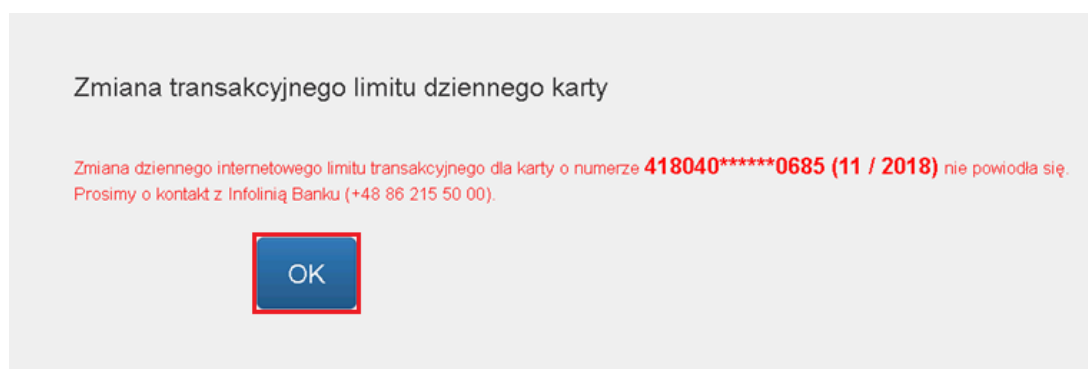 Zmiana transakcyjnego limitu dziennego karty
Zmiana dziennego internetowego limitu transakcyjnego dla karty o numerze 418040******0685 (11 / 2018) nie powiodła się.
Prosimy o kontakt z Infolinią Banku (+48 86 215 50 00).
OK